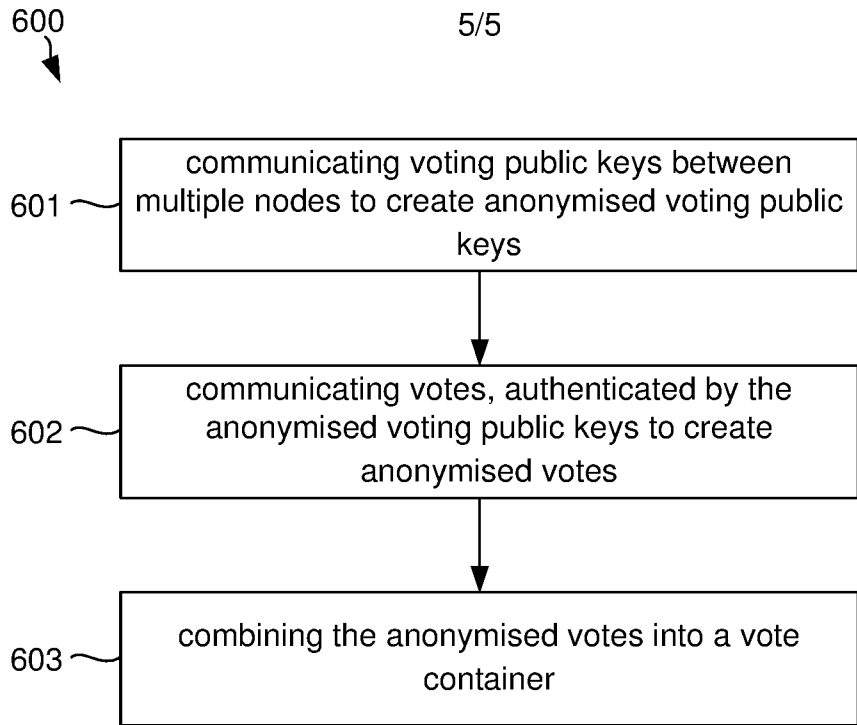 600
5/5
communicating voting public keys between
multiple nodes to create anonymised voting public
keys
601
communicating votes, authenticated by the
anonymised voting public keys to create
anonymised votes
602
combining the anonymised votes into a vote
container
603